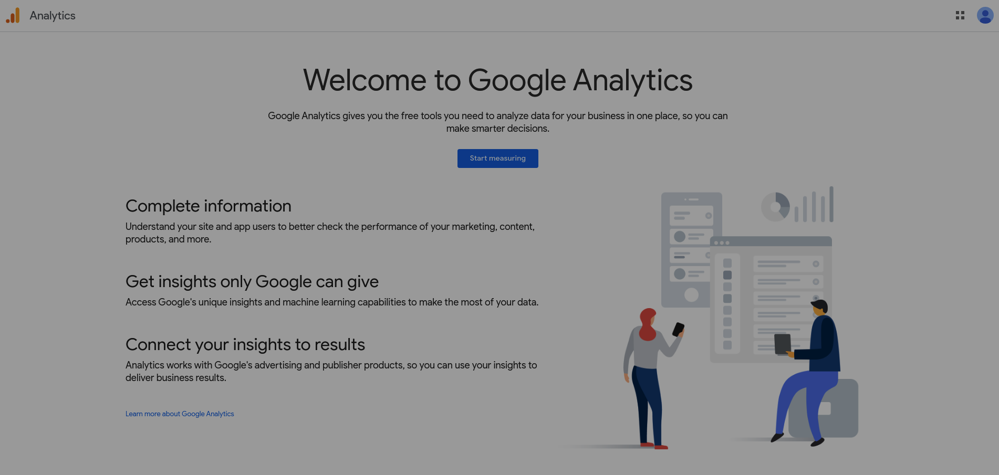 Analytics
Welcome to Google Analytics
Google Analytics gives you the free tools you need to analyze data for your business in one place, so you can
make smarter decisions.
Start measuring
Complete information
Understand your site and app users to better check the performance of your marketing, content,
products, and more.
Get insights only Google can give
Access Google's unique insights and machine learning capabilities to make the most of your data.
Connect your insights to results
Analytics works with Google's advertising and publisher products, so you can use your insights to
deliver business results.
Learn more about Google Analytics